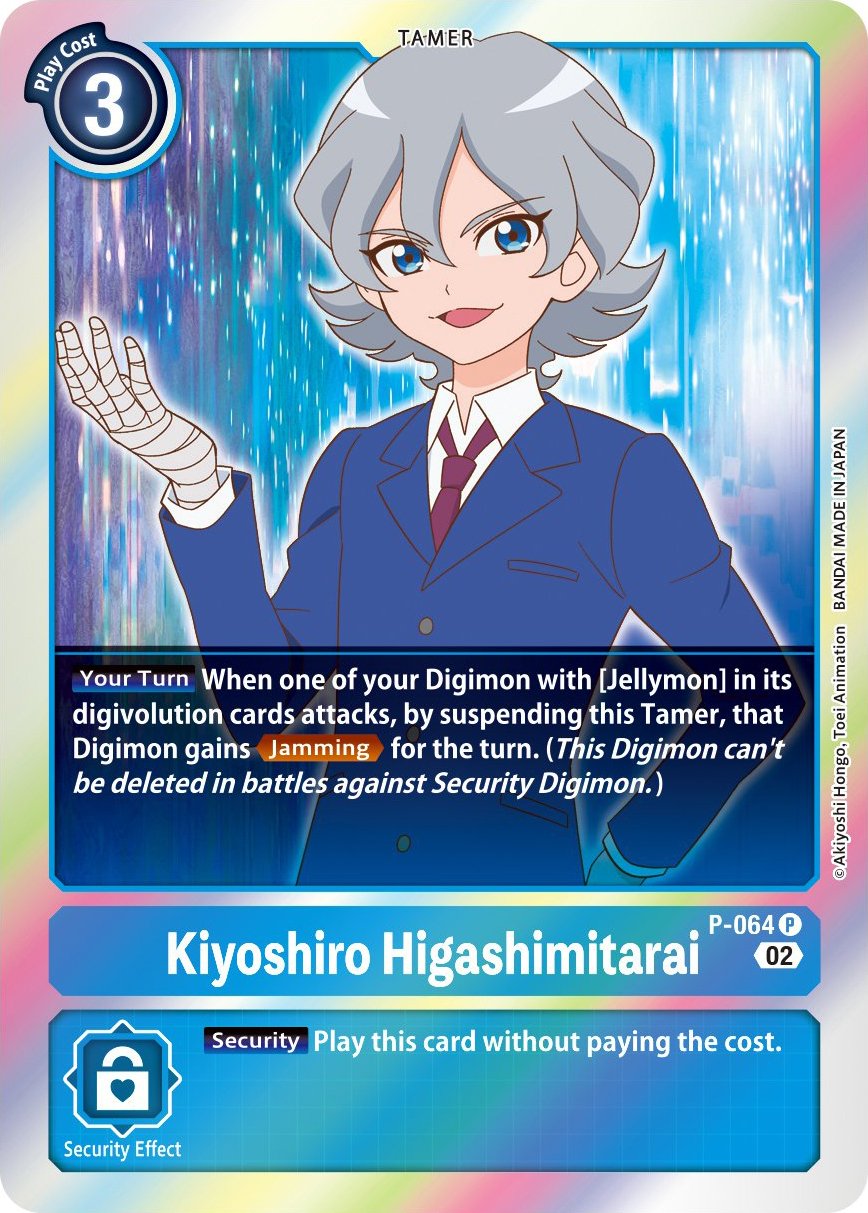 TAMER
Play Cost
3
Your Turn When one of your Digimon with [Jellymon] in its
digivolution cards attacks, by suspending this Tamer, that
Digimon gains Jamming for the turn. (This Digimon can't
be deleted in battles against Security Digimon.)
©Akiyoshi Hongo, Toei Animation BANDAI MADE IN JAPAN
P-064 P
Kiyoshiro Higashimitarai
02
Security Play this card without paying the cost.
Security Effect